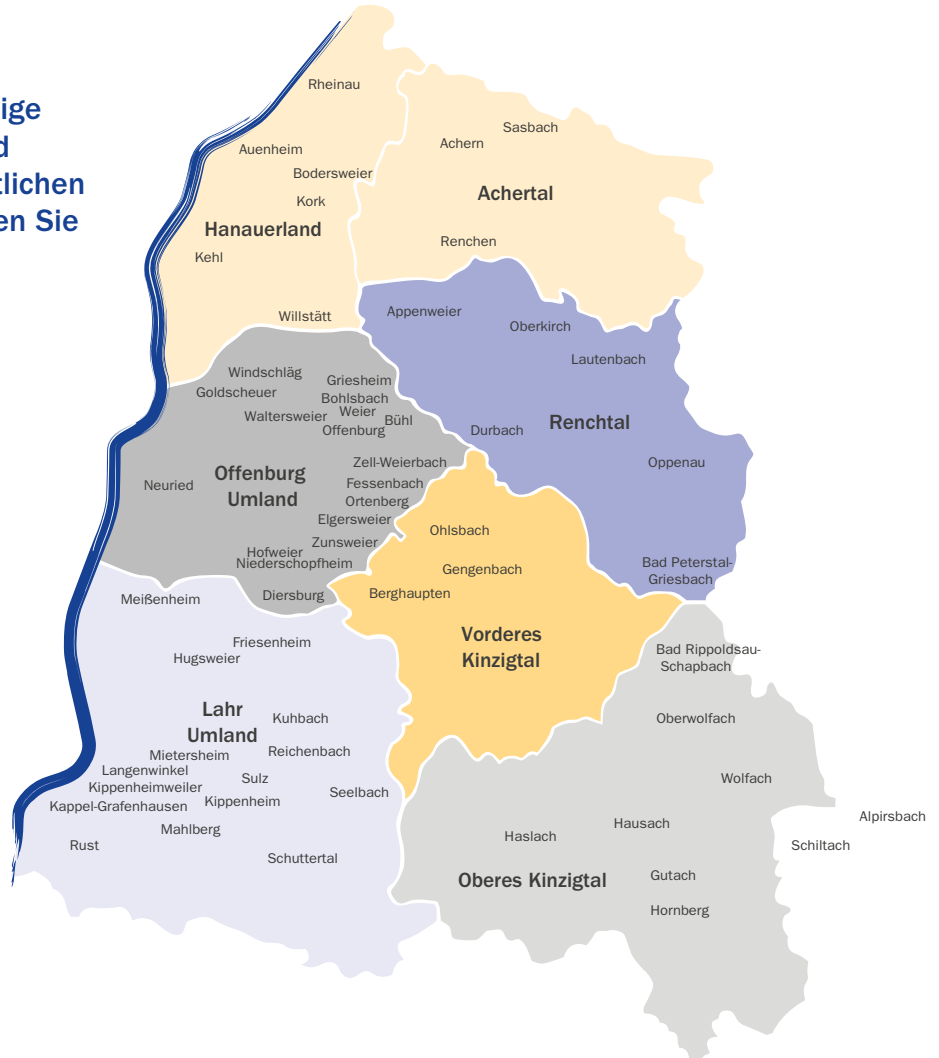 ige
d
tlichen
en Sie
Rheinau
Auenheim
Bodersweier
Kork
Hanauerland
Kehl
Willstätt
Sasbach
Achern
Achertal
Renchen
Appenweier
Oberkirch
Lautenbach
Renchtal
Durbach
Oppenau
Bad Peterstal-
Griesbach
Windschläg
Griesheim
Goldscheuer
Bohlsbach
Waltersweier
Weier
Bühl
Offenburg
Zell-Weierbach
Offenburg
Umland
Neuried
Fessenbach
Ortenberg
Elgersweier
Zunsweier
Hofweier
Niederschopfheim
Diersburg
Ohlsbach
Gengenbach
Berghaupten
Vorderes
Kinzigtal
Meißenheim
Friesenheim
Hugsweier
Lahr
Umland
Kuhbach
Reichenbach
Mietersheim
Langenwinkel
Sulz
Kippenheimweiler
Seelbach
Kippenheim
Kappel-Grafenhausen
Mahlberg
Rust
Schuttertal
Bad Rippoldsau-
Schapbach
Oberwolfach
Wolfach
Alpirsbach
Hausach
Haslach
Schiltach
Gutach
Oberes Kinzigtal
Hornberg